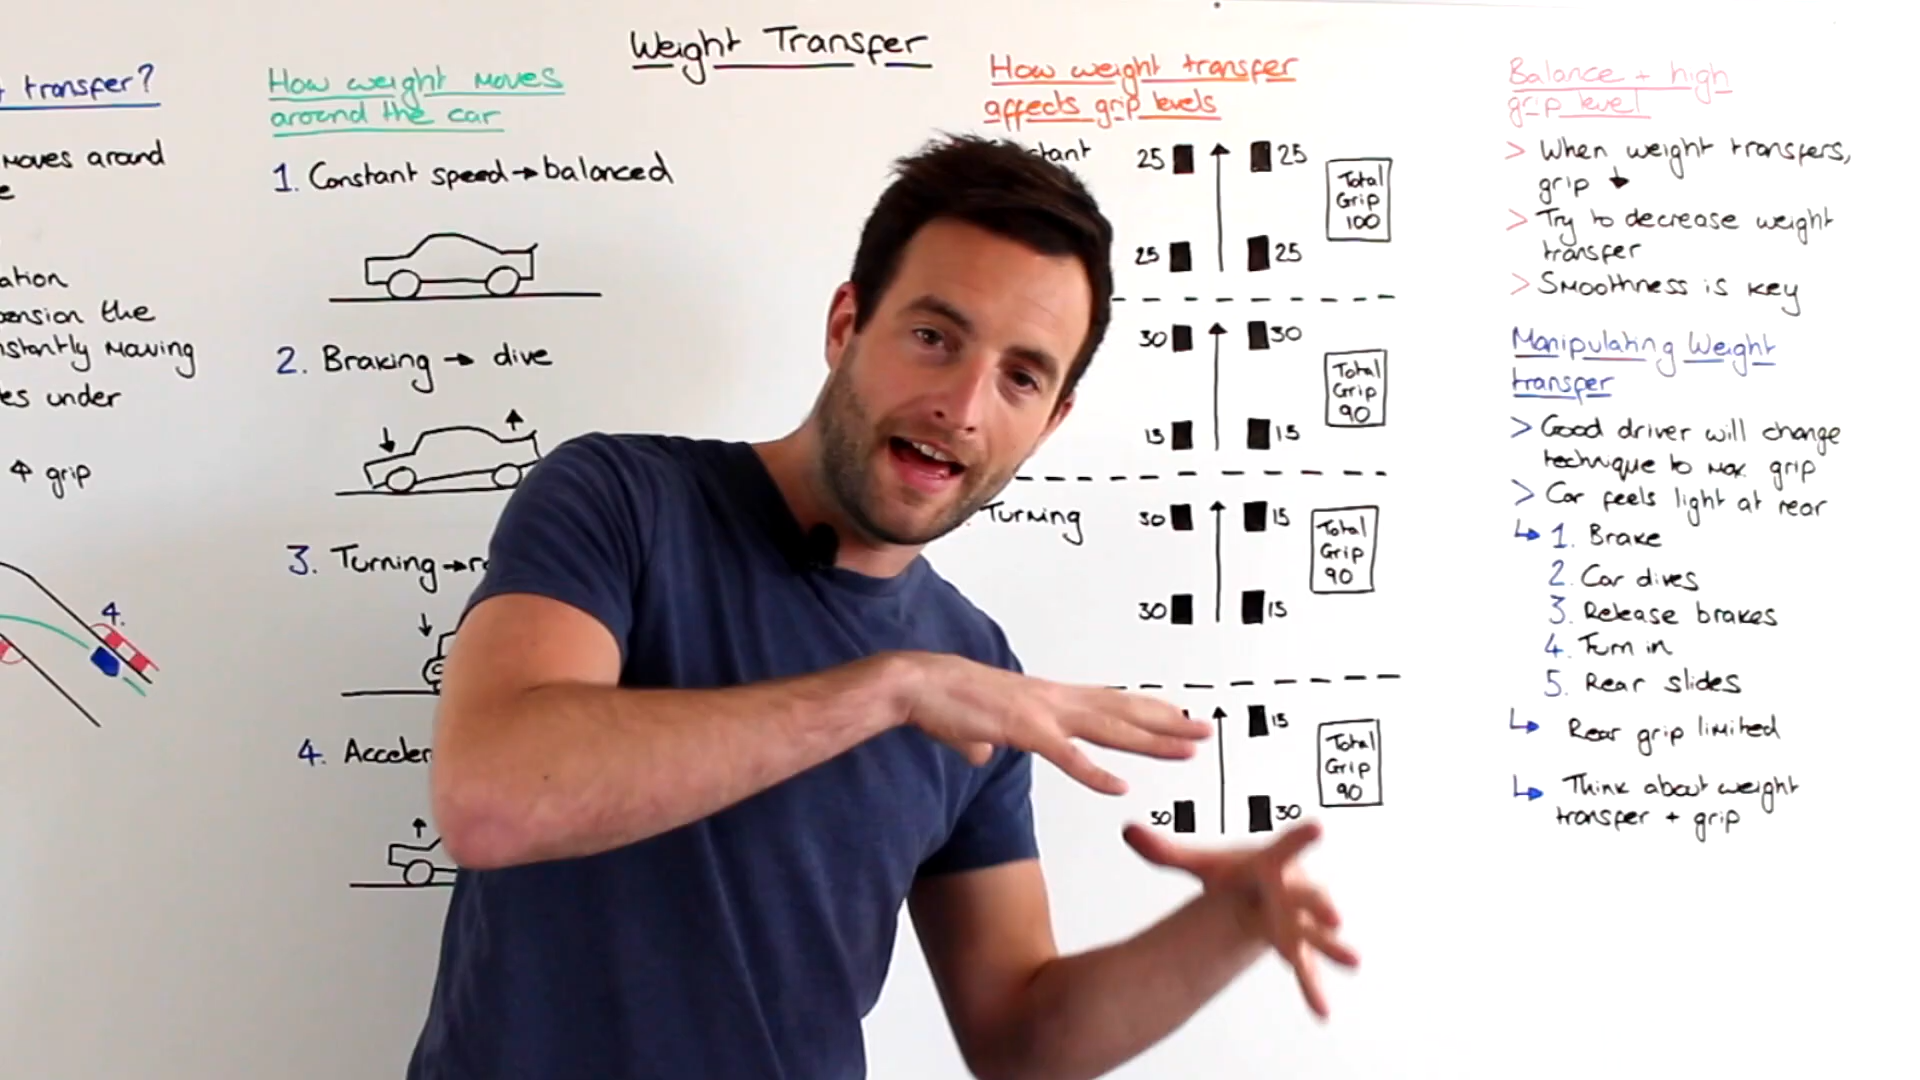 Weight Transfer
transfer?
moves around
ation
the
nstantly moving
es under
grip
4.
How weight moves
around the car
1. Constant speed → balanced
2. Braking → dive
3. Turning →
4. Acceler
How weight transfer
affects grip levels
25 25
25 25
Total
Grip
100
30 30
15 15
Total
Grip
90
Turning
30 15
30 15
Total
Grip
90
15
30 30
Total
Grip
90
Balance + high
grip level
> When weight transfers,
grip ↓
> Try to decrease weight
transfer
> Smoothness is key
Manipulating Weight
transfer
> Good driver will change
technique to max. grip
> Car feels light at rear
↳ 1. Brake
2. Car dives
3. Release brakes
4. Turn in
5. Rear slides
↳ Rear grip limited
↳ Think about weight
transfer + grip